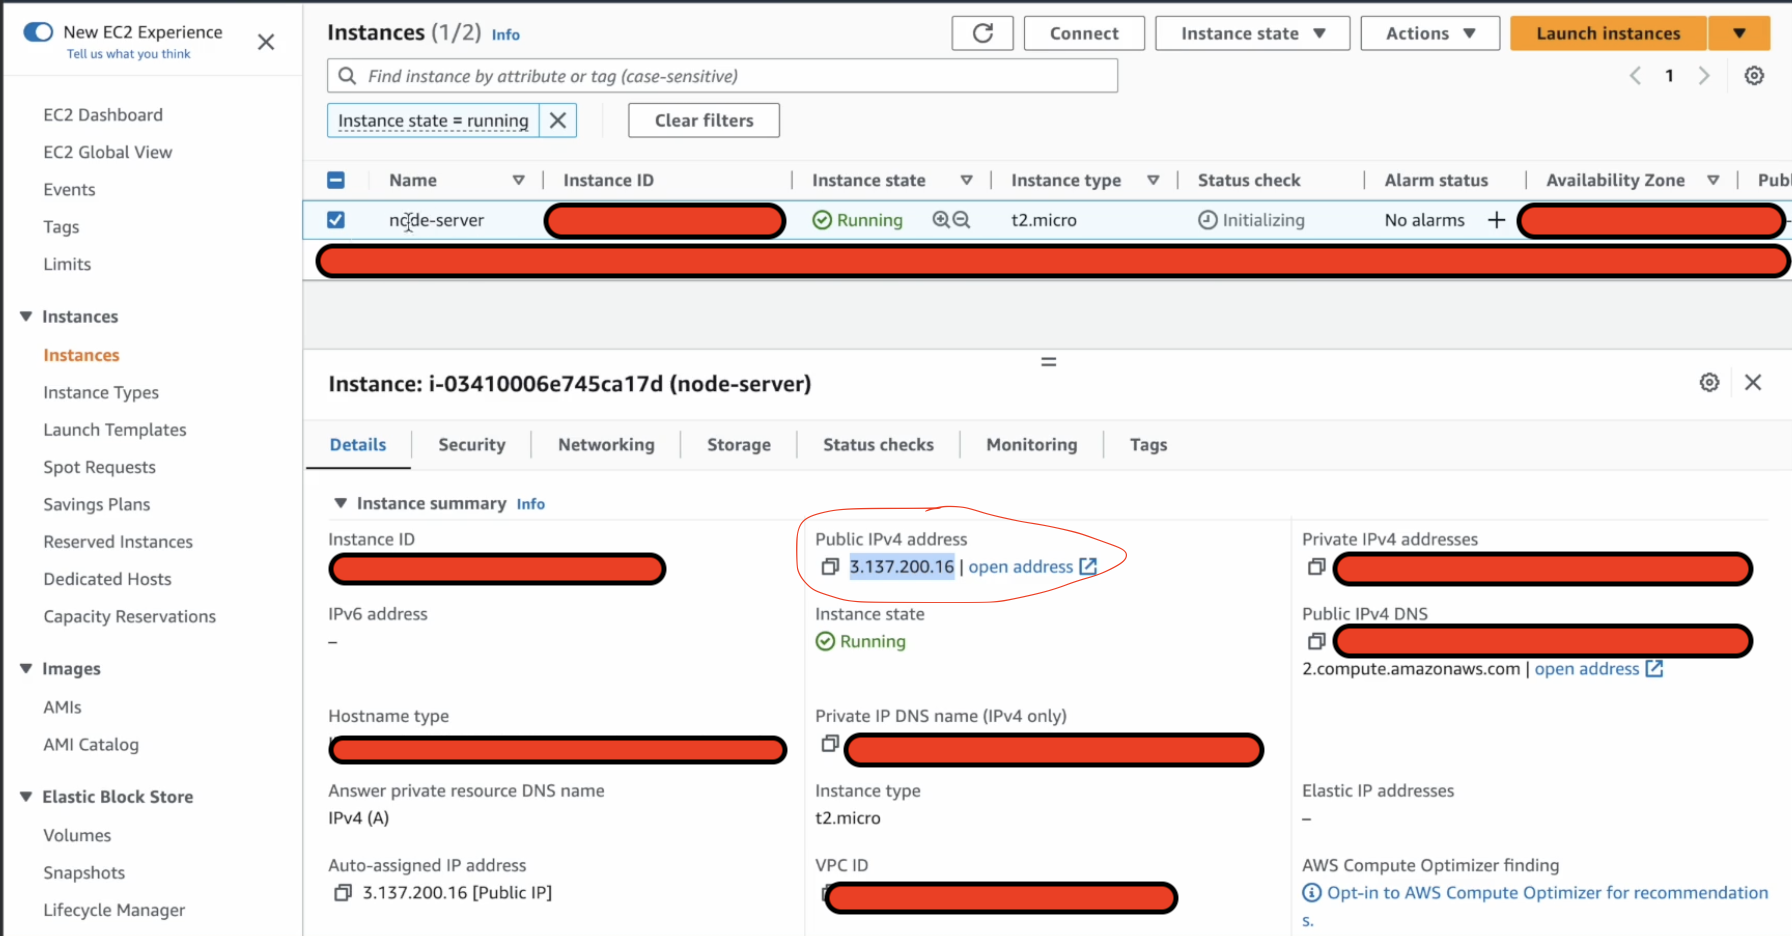 New EC2 Experience
Tell us what you think
EC2 Dashboard
EC2 Global View
Events
Tags
Limits
Instances
Instances
Instance Types
Launch Templates
Spot Requests
Savings Plans
Reserved Instances
Dedicated Hosts
Capacity Reservations
Images
AMIs
AMI Catalog
Elastic Block Store
Volumes
Snapshots
Lifecycle Manager
Instances (1/2) Info
Connect
Instance state
Actions
Launch instances
Find instance by attribute or tag (case-sensitive)
1
Instance state = running
Clear filters
Name Instance ID Instance state Instance type Status check Alarm status Availability Zone Publ
node-server Running t2.micro Initializing No alarms +
Instance: i-03410006e745ca17d (node-server)
Details Security Networking Storage Status checks Monitoring Tags
Instance summary Info
Instance ID
Public IPv4 address
3.137.200.16 | open address
Private IPv4 addresses
IPv6 address
–
Instance state
Running
Public IPv4 DNS
2.compute.amazonaws.com | open address
Hostname type
Private IP DNS name (IPv4 only)
Answer private resource DNS name
IPv4 (A)
Instance type
t2.micro
Elastic IP addresses
–
Auto-assigned IP address
3.137.200.16 [Public IP]
VPC ID
AWS Compute Optimizer finding
Opt-in to AWS Compute Optimizer for recommendation
s.